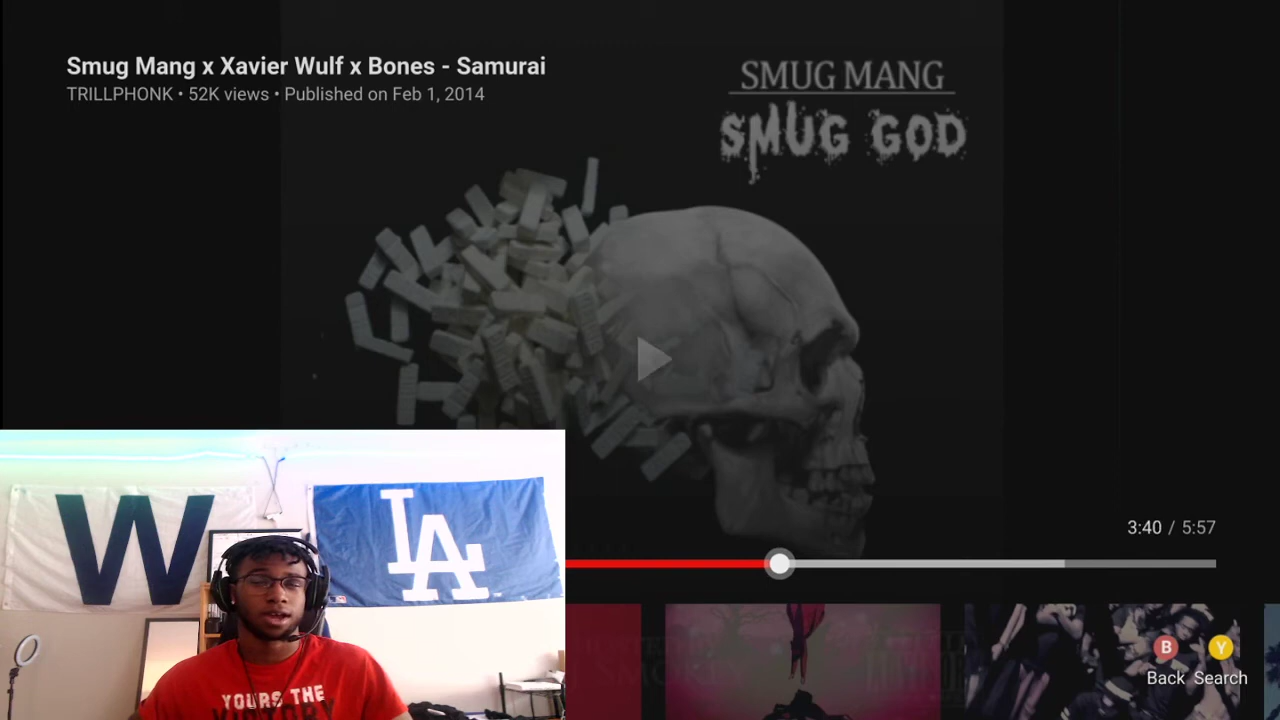 Smug Mang x Xavier Wulf x Bones - Samurai
TRILLPHONK • 52K views • Published on Feb 1, 2014
SMUG MANG
SMUG GOD
3:40 / 5:57
W
LA
YOURS THE
VICTORY
B Y
Back Search